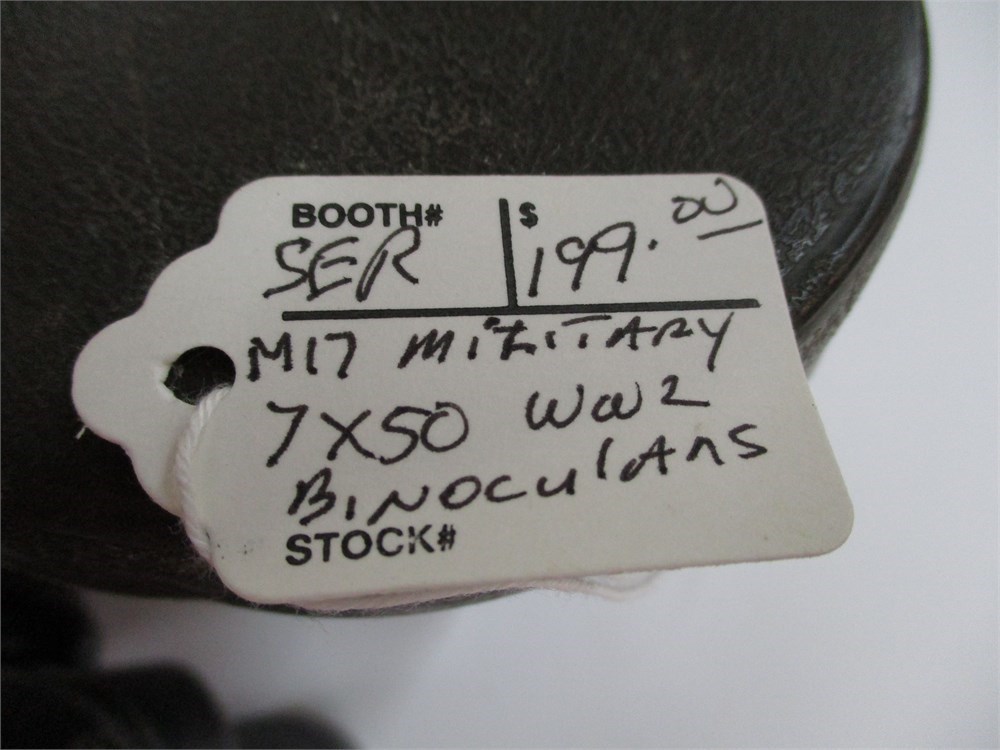 BOOTH# $
SER 199.00
M17 MILITARY
7X50 WW2
BINOCULARS
STOCK#